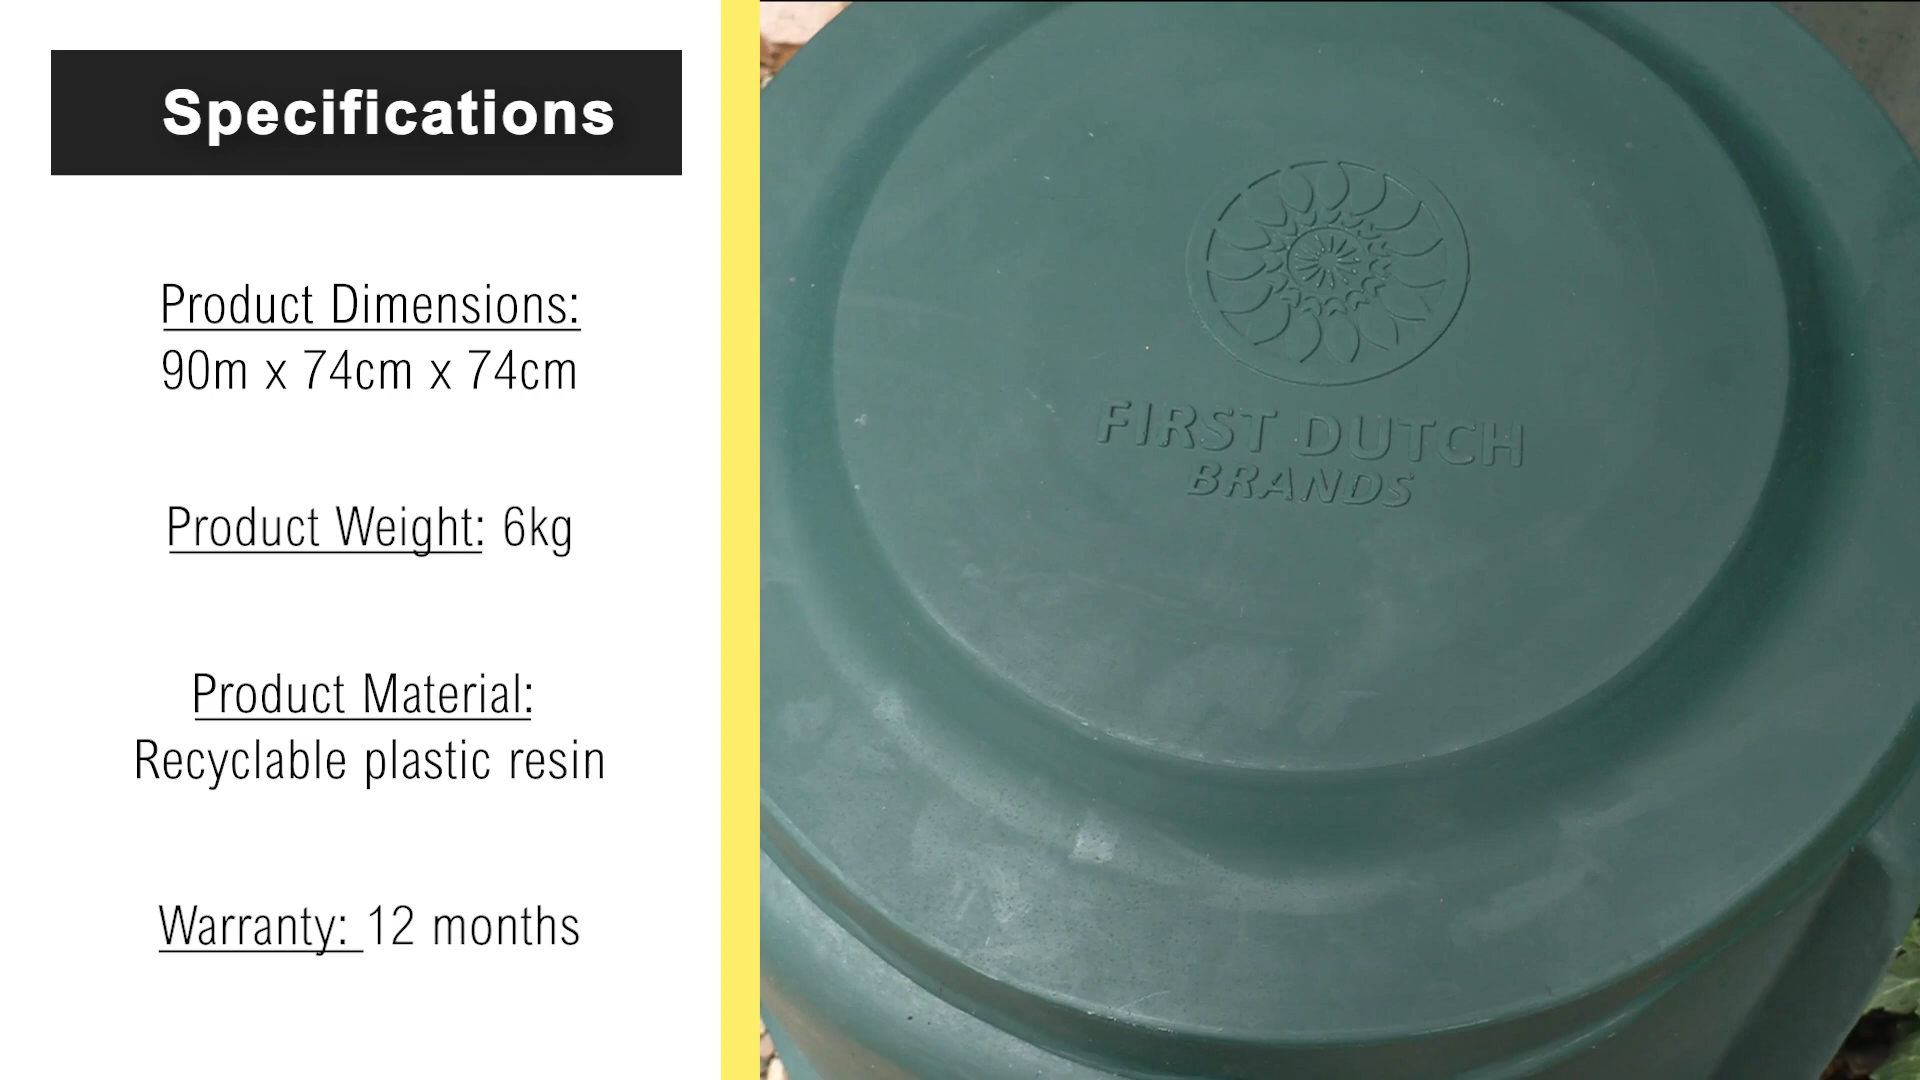 Specifications
Product Dimensions:
90m x 74cm x 74cm
Product Weight: 6kg
Product Material:
Recyclable plastic resin
Warranty: 12 months
FIRST DUTCH
BRANDS